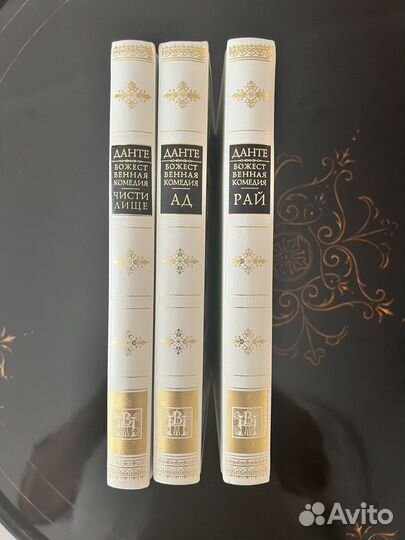 ДАНТЕ
БОЖЕСТ
ВЕННАЯ
КОМЕДИЯ
ЧИСТИ
ЛИЩЕ
ДАНТЕ
БОЖЕСТ
ВЕННАЯ
КОМЕДИЯ
АД
ДАНТЕ
БОЖЕСТ
ВЕННАЯ
КОМЕДИЯ
РАЙ
Avito